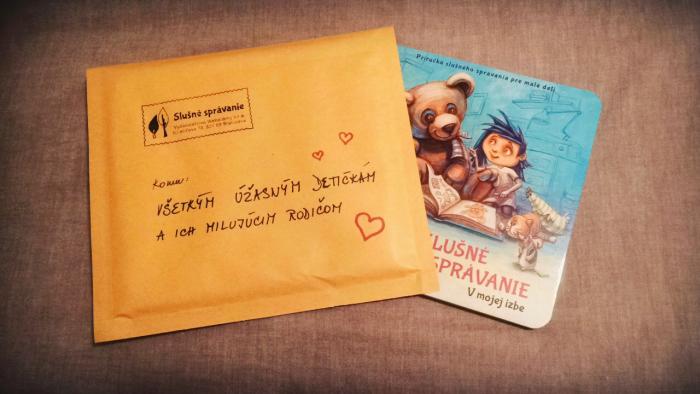 Slušné správanie
Komu:
VŠETKÝM ÚŽASNÝM DETIČKÁM
A ICH MILUJÚCIM RODIČOM
Príručka slušného správania pre malé deti
SLUŠNÉ
SPRÁVANIE
V mojej izbe